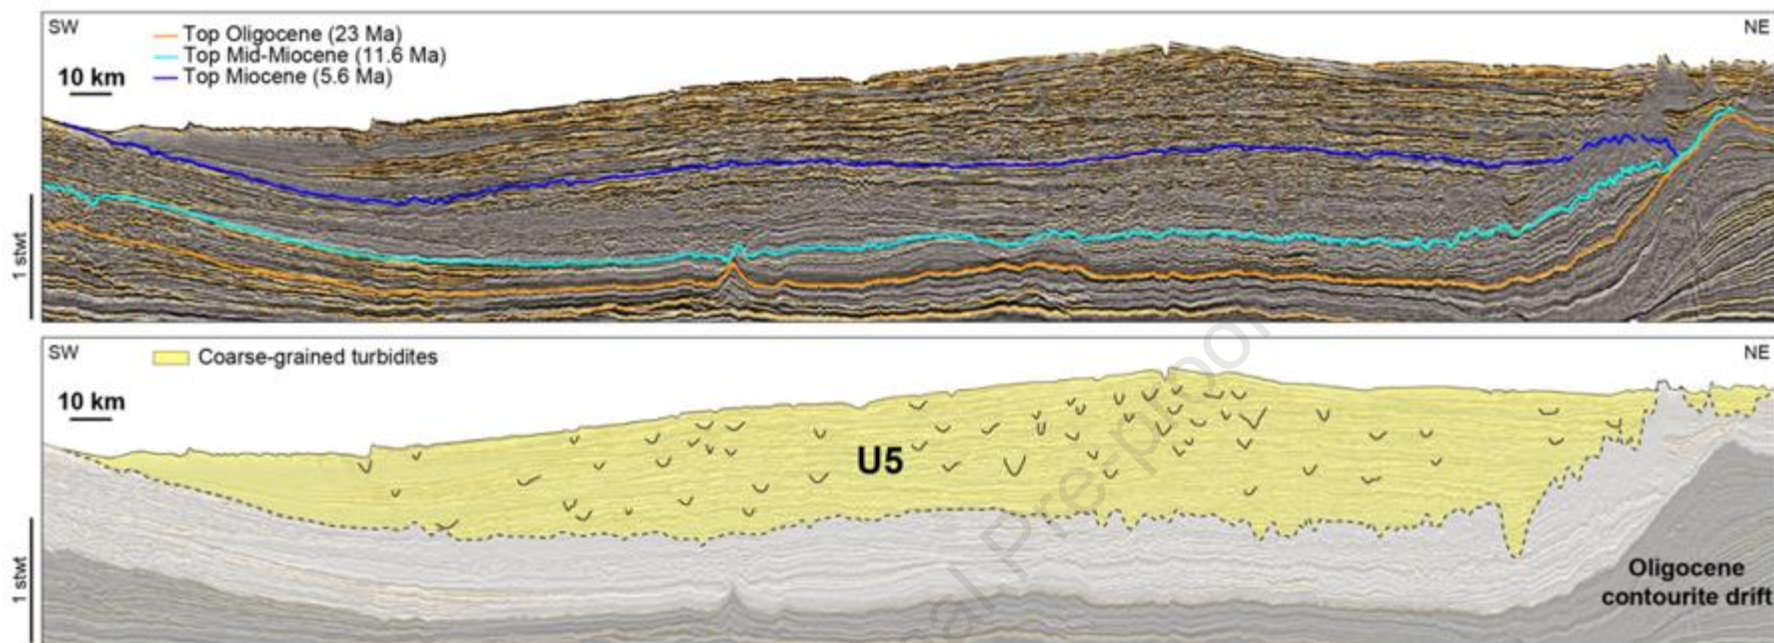 SW
NE
Top Oligocene (23 Ma)
Top Mid-Miocene (11.6 Ma)
Top Miocene (5.6 Ma)
10 km
1 stwt
SW
NE
Coarse-grained turbidites
10 km
U5
1 stwt
Oligocene
contourite drift